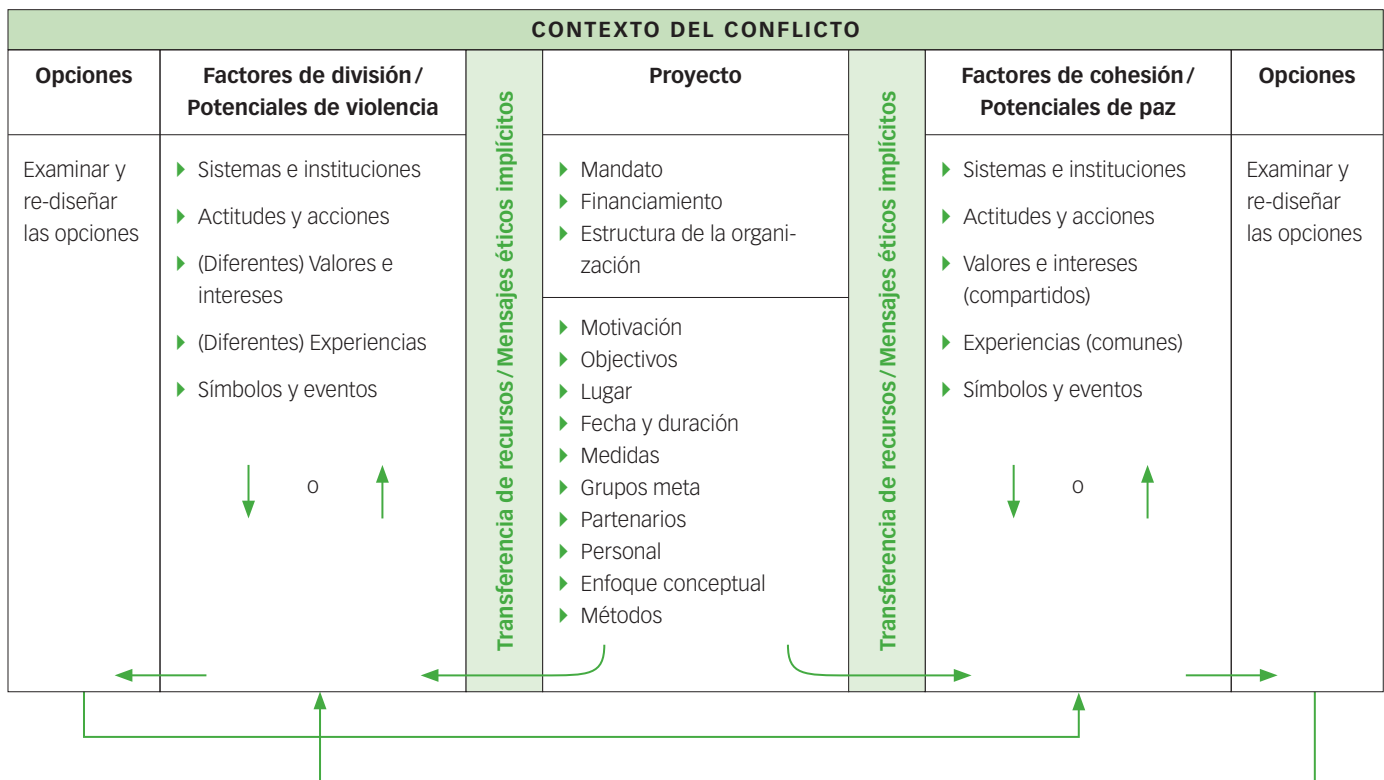 CONTEXTO DEL CONFLICTO
Opciones
Examinar y
re-diseñar
las opciones
Factores de división/
Potenciales de violencia
Sistemas e instituciones
Actitudes y acciones
(Diferentes) Valores e
intereses
(Diferentes) Experiencias
Símbolos y eventos
o
Transferencia de recursos/Mensajes éticos implícitos
Proyecto
Mandato
Financiamiento
Estructura de la organi-
zación
Motivación
Objectivos
Lugar
Fecha y duración
Medidas
Grupos meta
Partenarios
Personal
Enfoque conceptual
Métodos
Transferencia de recursos/Mensajes éticos implícitos
Factores de cohesión/
Potenciales de paz
Sistemas e instituciones
Actitudes y acciones
Valores e intereses
(compartidos)
Experiencias (comunes)
Símbolos y eventos
o
Opciones
Examinar y
re-diseñar
las opciones